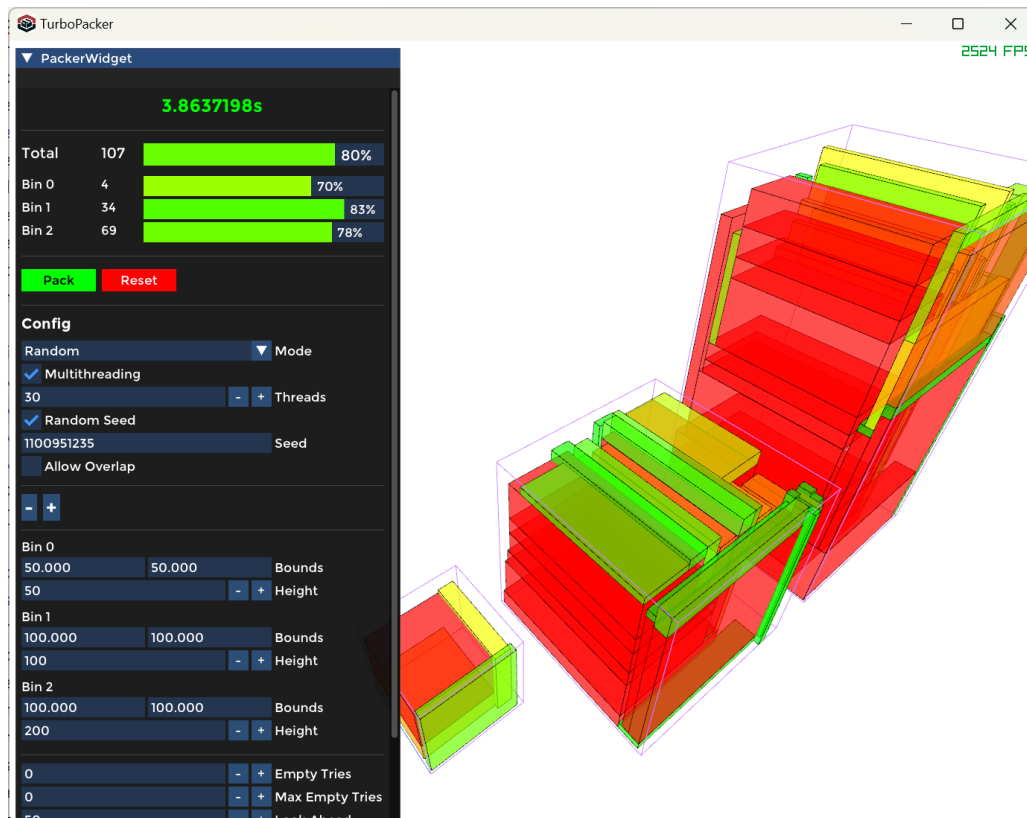 TurboPacker
2524 FPS
PackerWidget
3.8637198s
Total 107 80%
Bin 0 4 70%
Bin 1 34 83%
Bin 2 69 78%
Pack Reset
Config
Random Mode
Multithreading
30 - + Threads
Random Seed
1100951235 Seed
Allow Overlap
- +
Bin 0
50.000 50.000 Bounds
50 - + Height
Bin 1
100.000 100.000 Bounds
100 - + Height
Bin 2
100.000 100.000 Bounds
200 - + Height
0 - + Empty Tries
0 - + Max Empty Tries
50 - + Look Ahead